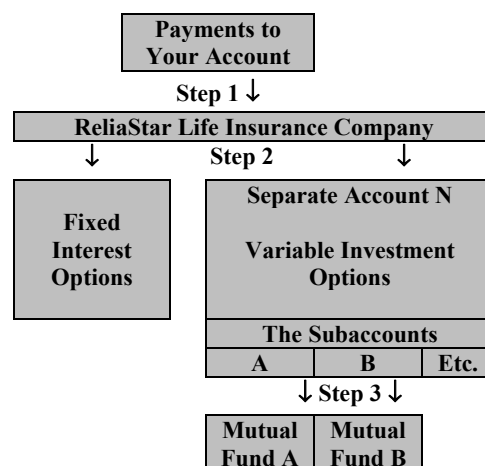 Payments to
Your Account
Step 1 ↓
ReliaStar Life Insurance Company
↓ Step 2 ↓
Fixed
Interest
Options
Separate Account N
Variable Investment
Options
The Subaccounts
A B Etc.
↓ Step 3 ↓
Mutual
Fund A
Mutual
Fund B